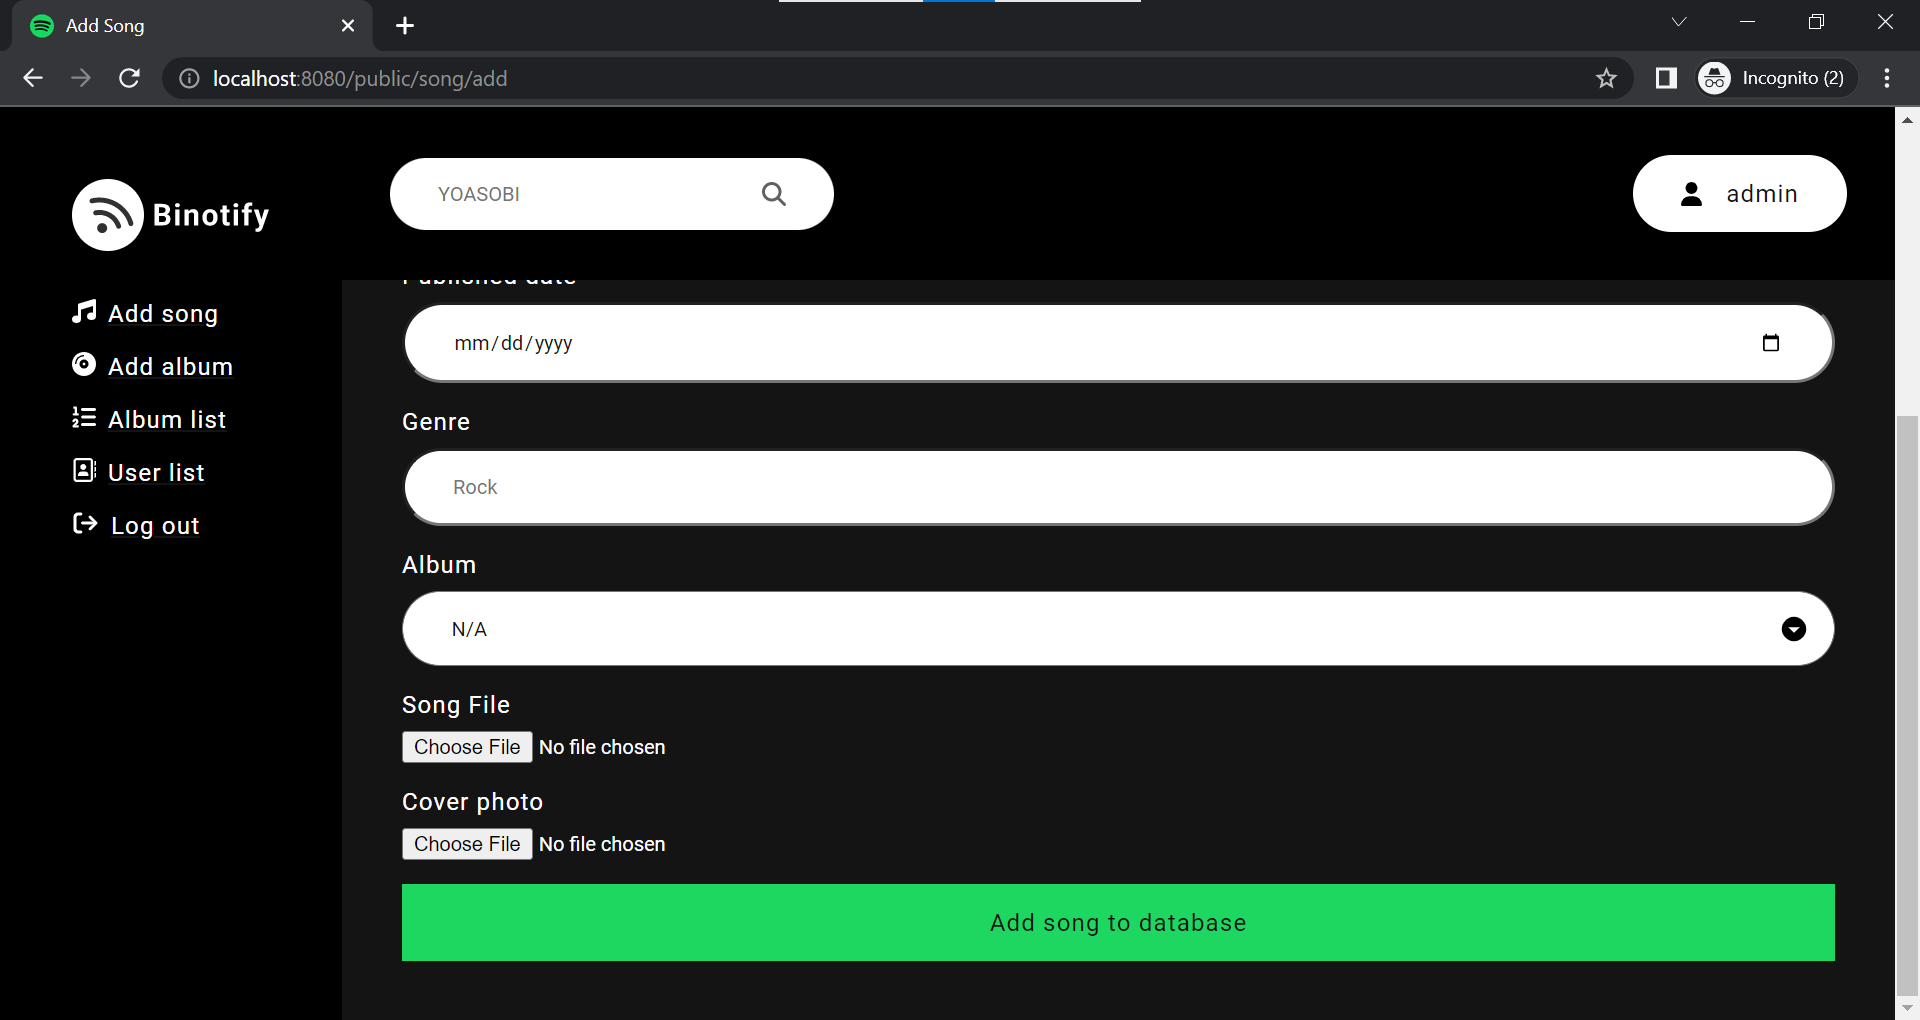 Add Song
localhost:8080/public/song/add
Incognito (2)
Binotify
YOASOBI
admin
Add song
Add album
Album list
User list
Log out
Published date
mm/dd/yyyy
Genre
Rock
Album
N/A
Song File
Choose File No file chosen
Cover photo
Choose File No file chosen
Add song to database